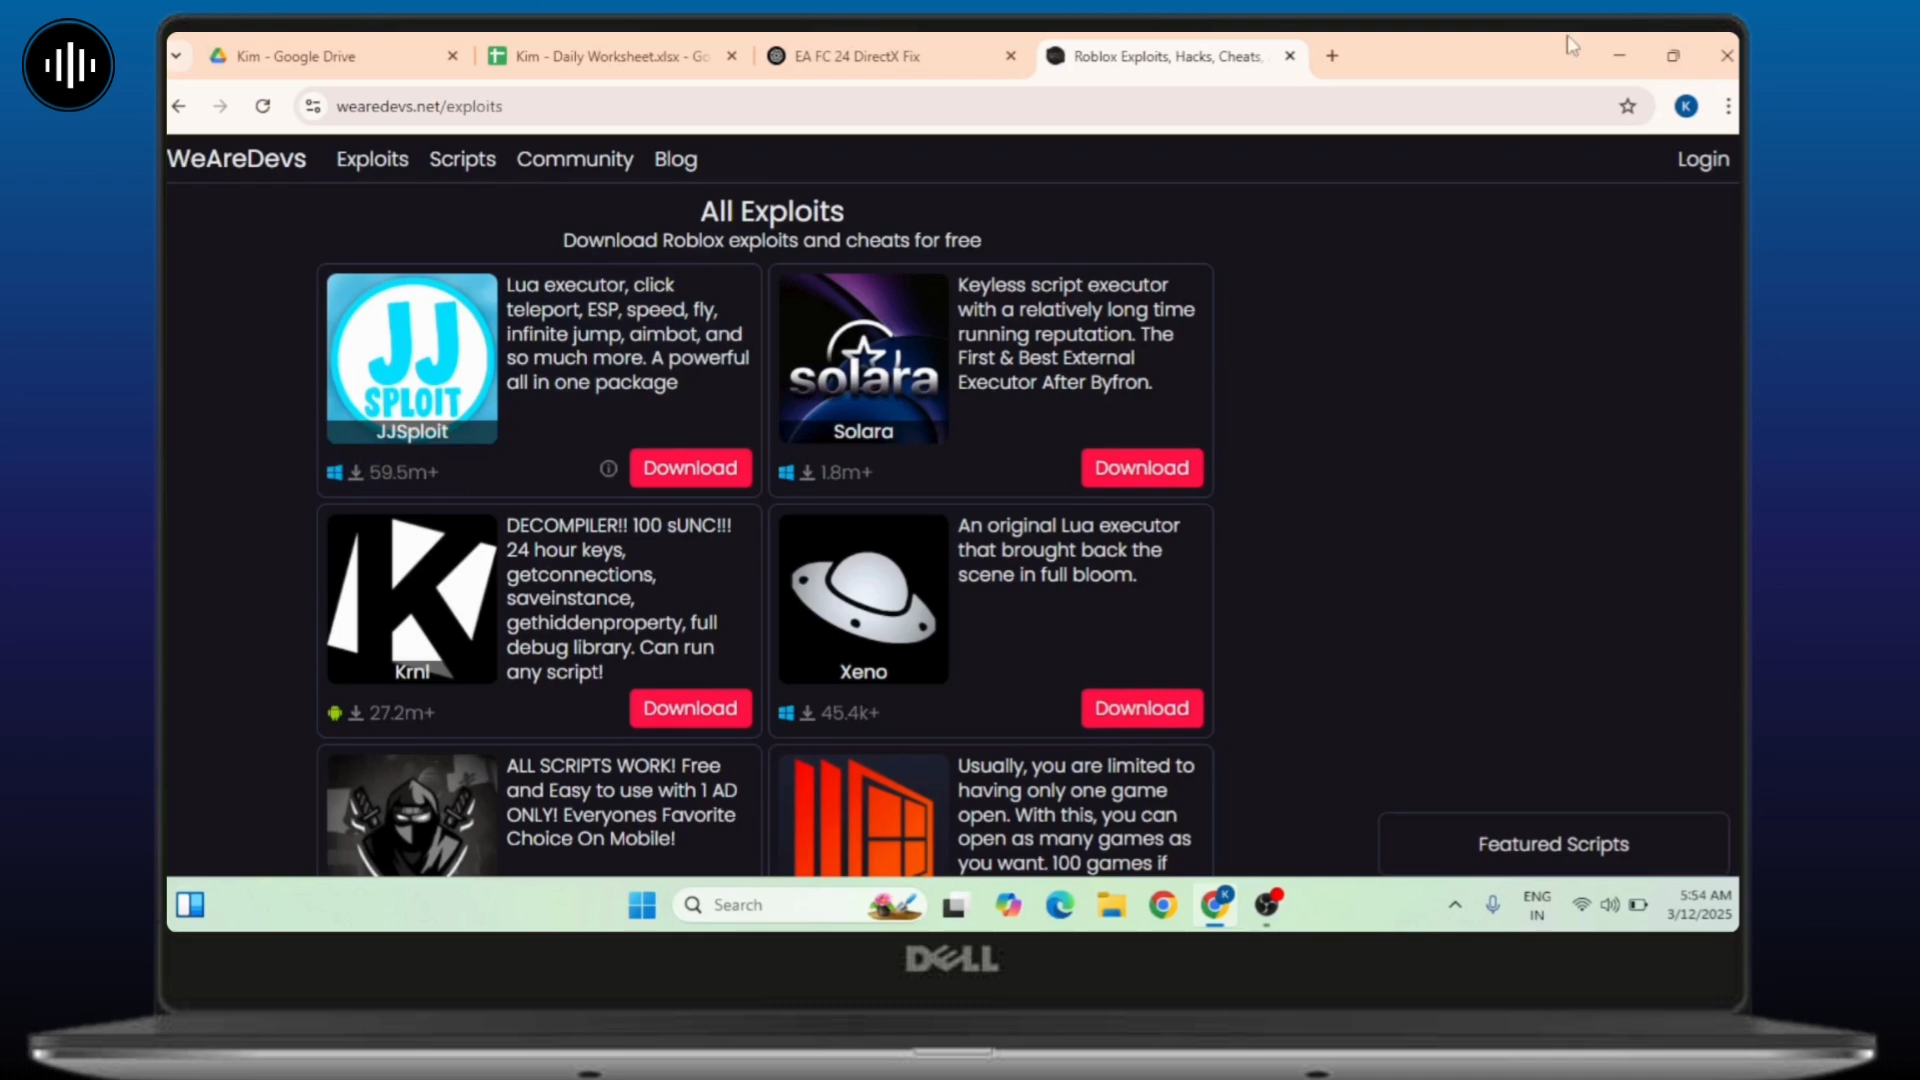 Kim - Google Drive
Kim - Daily Worksheet.xlsx - Go
EA FC 24 DirectX Fix
Roblox Exploits, Hacks, Cheats,
wearedevs.net/exploits
K
WeAreDevs
Exploits
Scripts
Community
Blog
Login
All Exploits
Download Roblox exploits and cheats for free
JJ
SPLOIT
JJSploit
Lua executor, click
teleport, ESP, speed, fly,
infinite jump, aimbot, and
so much more. A powerful
all in one package
59.5m+
Download
solara
Solara
Keyless script executor
with a relatively long time
running reputation. The
First & Best External
Executor After Byfron.
1.8m+
Download
K
Krnl
DECOMPILER!! 100 sUNC!!!
24 hour keys,
getconnections,
saveinstance,
gethiddenproperty, full
debug library. Can run
any script!
27.2m+
Download
Xeno
An original Lua executor
that brought back the
scene in full bloom.
45.4k+
Download
ALL SCRIPTS WORK! Free
and Easy to use with 1 AD
ONLY! Everyones Favorite
Choice On Mobile!
Usually, you are limited to
having only one game
open. With this, you can
open as many games as
you want. 100 games if
Featured Scripts
Search
K
ENG
IN
5:54 AM
3/12/2025
DELL